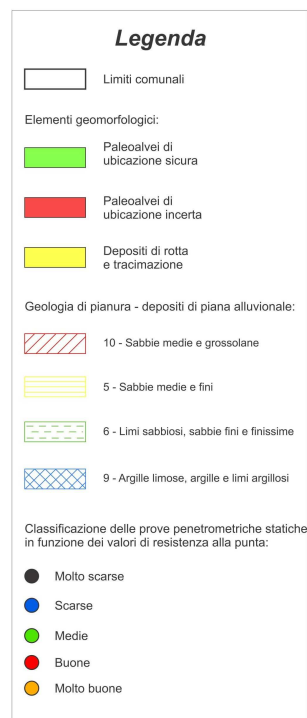 Legenda
Limiti comunali
Elementi geomorfologici:
Paleoalvei di
ubicazione sicura
Paleoalvei di
ubicazione incerta
Depositi di rotta
e tracimazione
Geologia di pianura - depositi di piana alluvionale:
10 - Sabbie medie e grossolane
5 - Sabbie medie e fini
6 - Limi sabbiosi, sabbie fini e finissime
9 - Argille limose, argille e limi argillosi
Classificazione delle prove penetrometriche statiche
in funzione dei valori di resistenza alla punta:
Molto scarse
Scarse
Medie
Buone
Molto buone